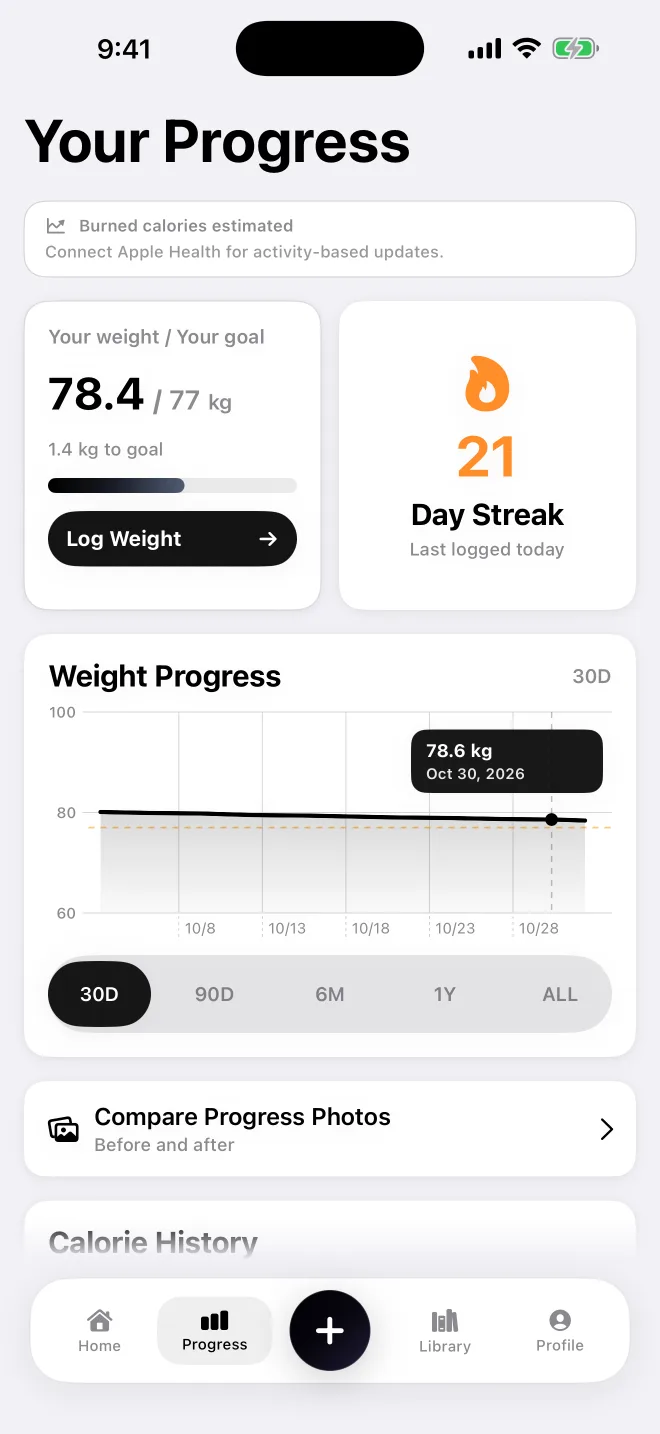 9:41
Your Progress
Burned calories estimated
Connect Apple Health for activity-based updates.
Your weight / Your goal
78.4 / 77 kg
1.4 kg to goal
Log Weight
21
Day Streak
Last logged today
Weight Progress
30D
100
78.6 kg
Oct 30, 2026
80
60
10/8 10/13 10/18 10/23 10/28
30D 90D 6M 1Y ALL
Compare Progress Photos
Before and after
Calorie History
Home Progress Library Profile